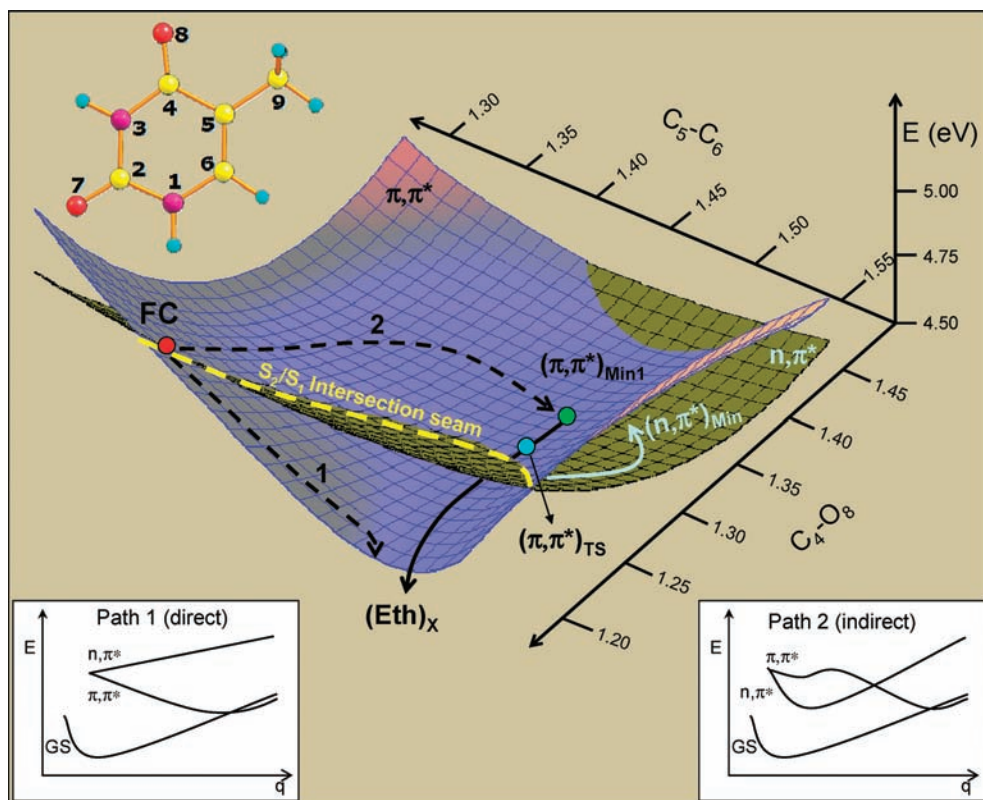 8
4
9
3
5
2
6
7
1
1.30
1.35
1.40
1.45
1.50
1.55
C5-C6
E (eV)
5.00
4.75
4.50
π,π*
FC
2
(π,π*)Min1
n,π*
S2/S1 Intersection seam
(n,π*)Min
1
(π,π*)TS
(Eth)X
1.45
1.40
1.35
1.30
1.25
1.20
C4-O8
Path 1 (direct)
E
n,π*
π,π*
GS
q
Path 2 (indirect)
E
π,π*
n,π*
GS
q